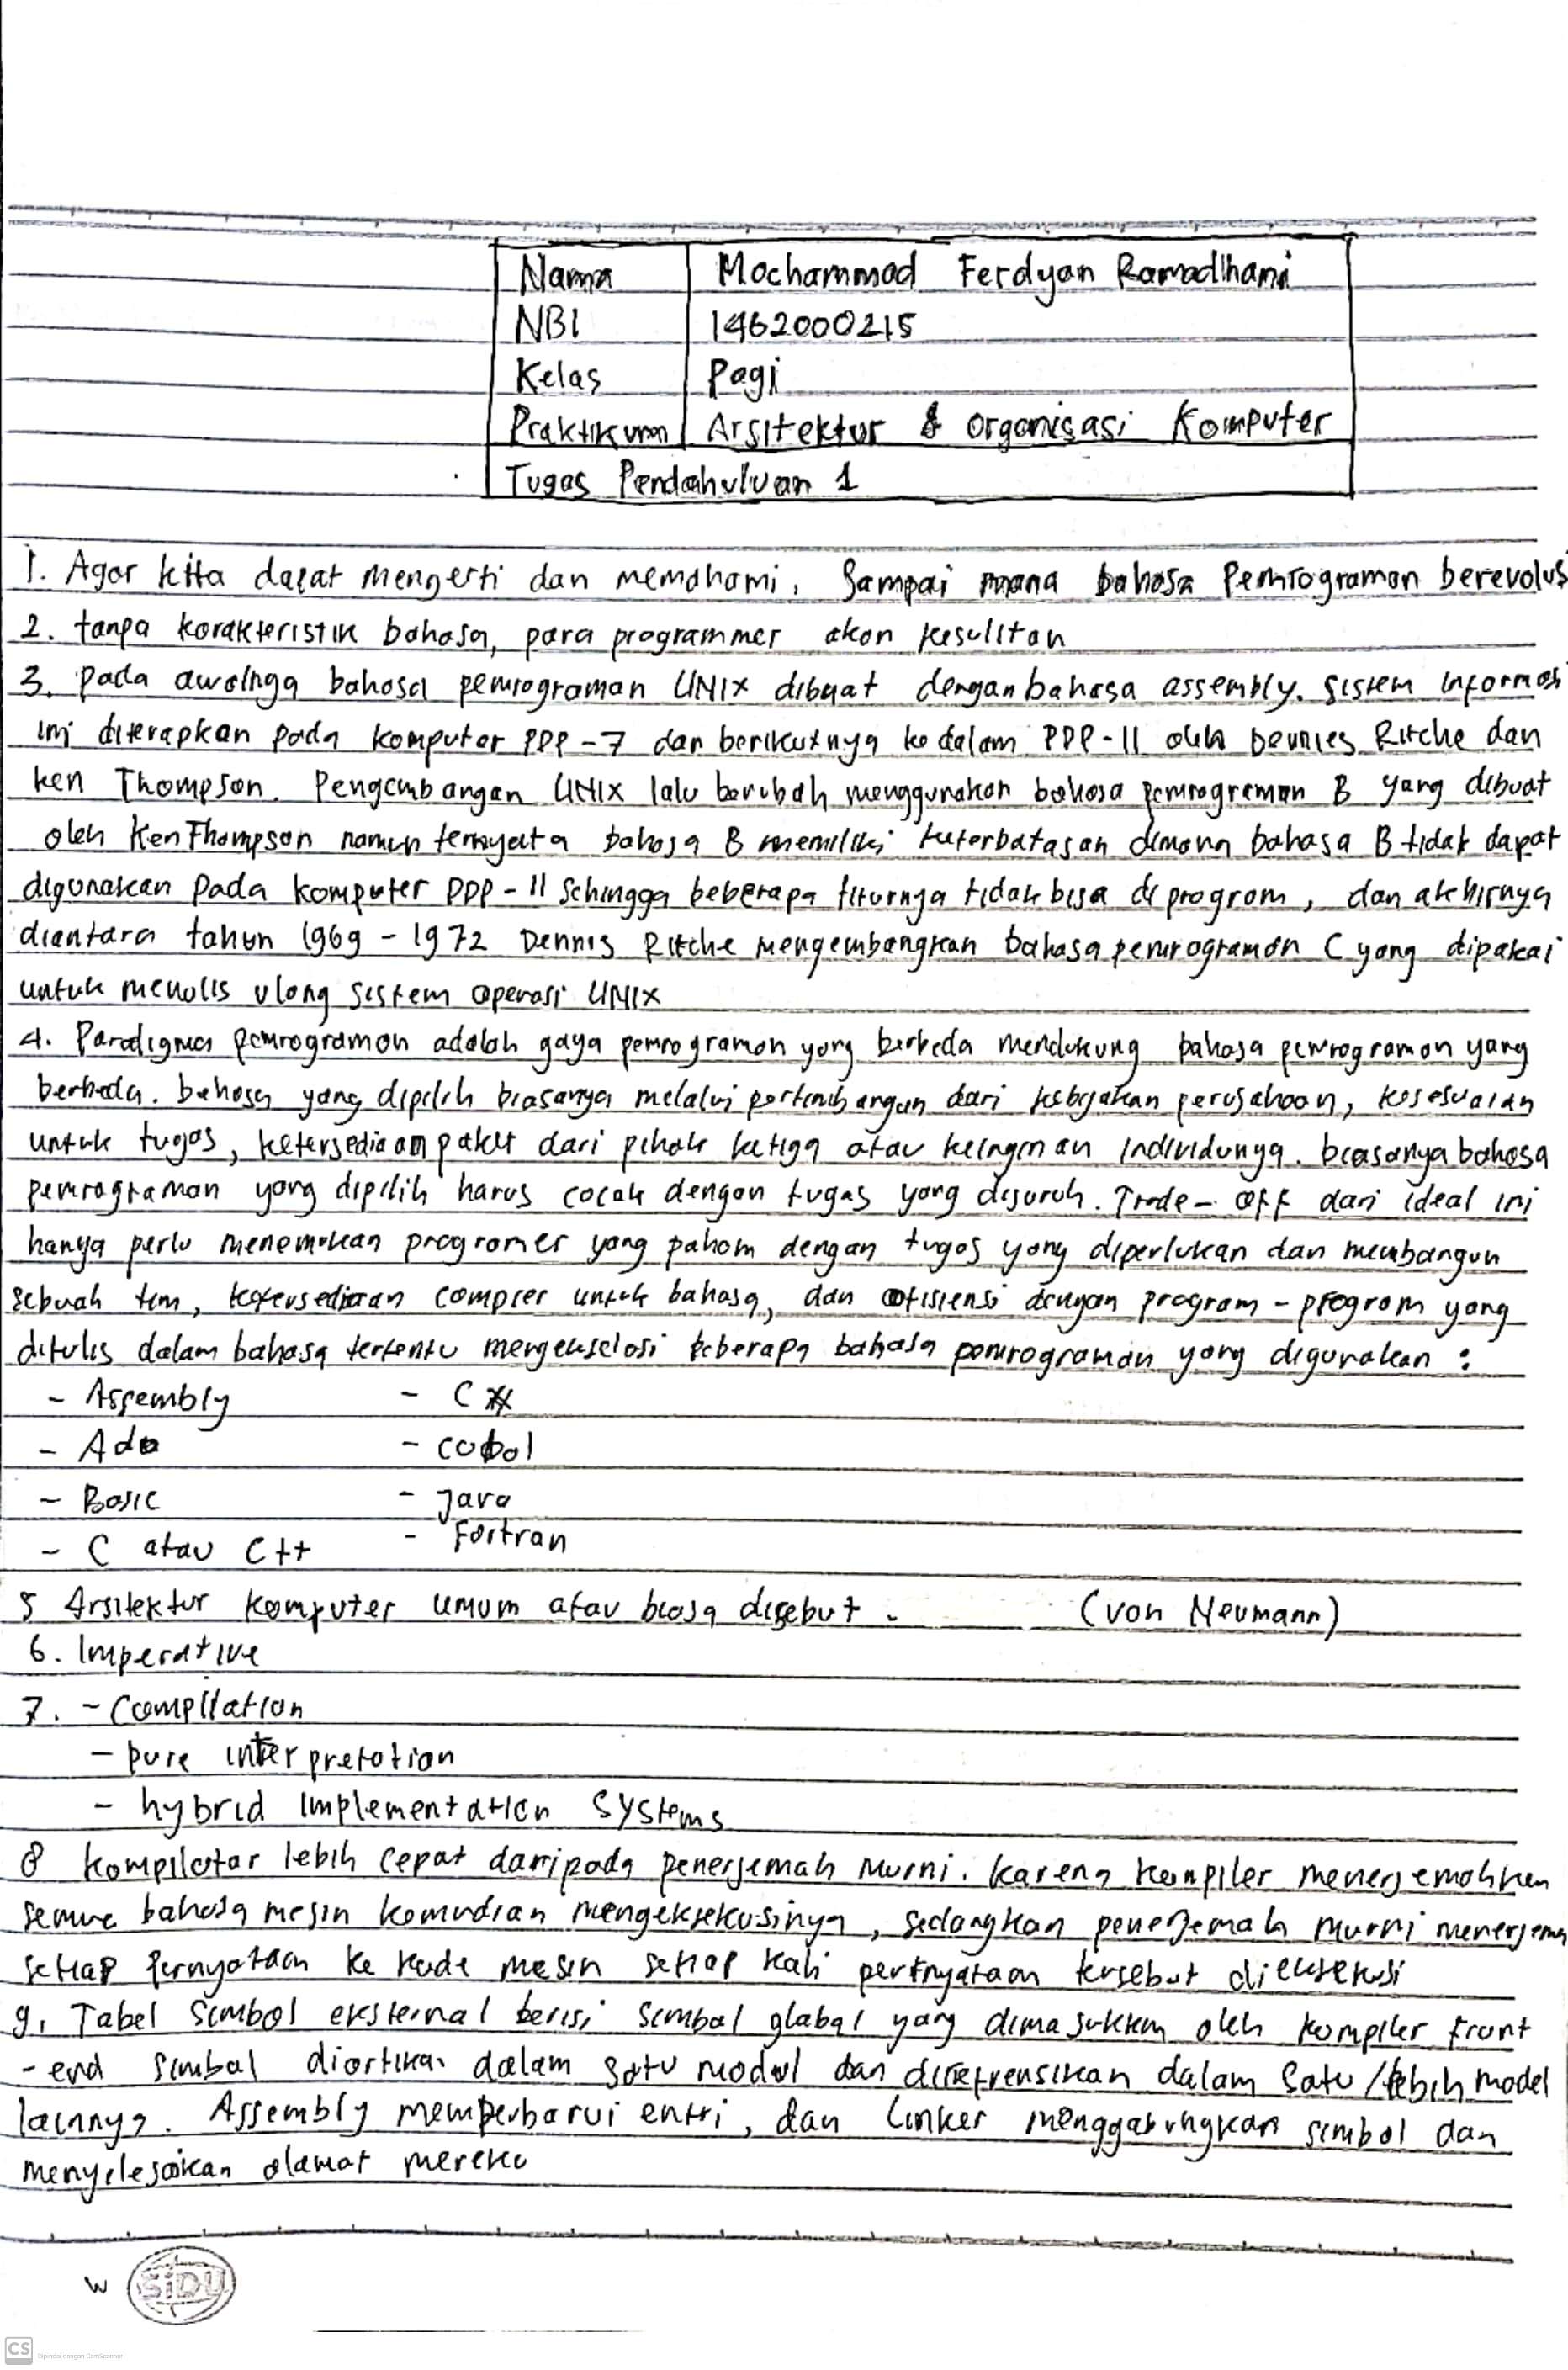 Nama Mochammad Ferdyan Ramadlhani
NBI 1462000215
Kelas Pagi
Praktikum Arsitektur & organisasi Komputer
Tugas Pendahuluan 1
1. Agar kita dapat mengerti dan memahami, Sampai mana bahasa Pemrograman berevolus
2. tanpa karakteristik bahasa, para programmer akan kesulitan
3. pada awalnya bahasa pemrograman UNIX dibuat dengan bahasa assembly. sistem informasi
ini diterapkan pada komputer PDP-7 dan berikutnya ke dalam PDP-11 oleh Dennies Ritche dan
ken Thompson. Pengembangan UNIX lalu berubah menggunakan bahasa pemrograman B yang dibuat
oleh Ken Thompson namun ternyata bahasa B memiliki keterbatasan dimana bahasa B tidak dapat
digunakan pada komputer PDP-11 Sehingga beberapa fiturnya tidak bisa di program, dan akhirnya
diantara tahun 1969 - 1972 Dennis Ritche mengembangkan bahasa pemrograman C yang dipakai
untuk menulis ulang sistem operasi UNIX
4. Paradigma pemrograman adalah gaya pemrograman yang berbeda mendukung bahasa pemrograman yang
berbeda. bahasa yang dipilih biasanya melalui pertimbangan dari kebijakan perusahaan, kesesuaian
untuk tugas, ketersediaan paket dari pihak ketiga atau keinginan individunya. biasanya bahasa
pemrograman yang dipilih harus cocok dengan tugas yang disuruh. Trade-off dari ideal ini
hanya perlu menemukan programer yang paham dengan tugas yang diperlukan dan membangun
sebuah tim, ketersediaan compiler untuk bahasa, dan efisiensi dengan program-program yang
ditulis dalam bahasa tertentu mengeksekusi beberapa bahasa pemrograman yang digunakan :
- Assembly - C#
- Ada - cobol
- Basic - Java
- C atau C++ - Fortran
5 Arsitektur komputer umum atau biasa disebut . (von Neumann)
6. Imperative
7. - Compilation
- pure interpretation
- hybrid implementation systems
8 kompilatar lebih cepat daripada penerjemah murni. karena kompiler menerjemahkan
semua bahasa mesin kemudian mengeksekusinya, sedangkan penerjemah murni menerjema
setiap pernyataan ke kode mesin setiap kali pertnyataan tersebut dieksekusi
9. Tabel simbol eksternal berisi simbol global yang dimasukkan oleh kompiler front
-end simbal diartikan dalam satu model dan direfrensikan dalam satu/lebih model
lainnya. Assembly memperbarui entri, dan linker menggabungkan simbol dan
menyelesaikan alamat mereka
W SiDU
CS Dipindai dengan CamScanner